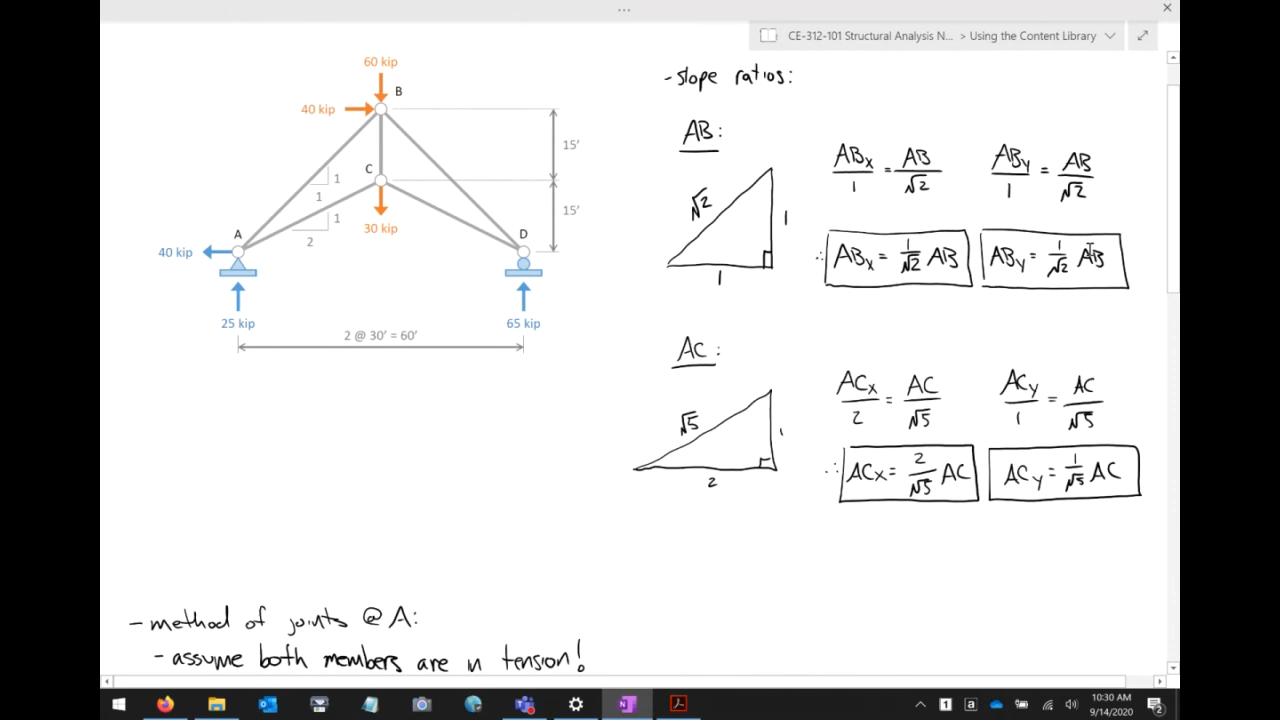 CE-312-101 Structural Analysis N... > Using the Content Library
60 kip
B
40 kip
15'
C
1
1
1
2
15'
30 kip
A
D
40 kip
25 kip
65 kip
2 @ 30' = 60'
- slope ratios:
AB:
√2
1
1
ABx/1 = AB/√2 ABy/1 = AB/√2
∴ ABx = 1/√2 AB ABy = 1/√2 AB
AC:
√5
1
2
ACx/2 = AC/√5 ACy/1 = AC/√5
∴ ACx = 2/√5 AC ACy = 1/√5 AC
- method of joints @ A:
- assume both members are in tension!
10:30 AM
9/14/2020